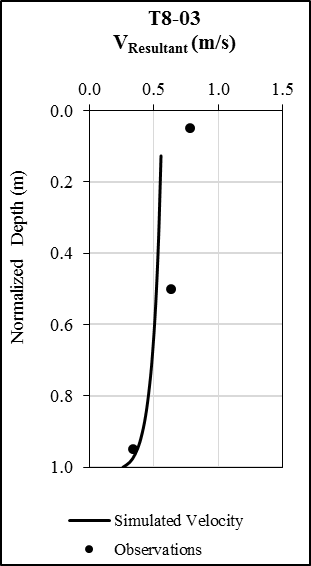 T8-03
VResultant (m/s)
0.0 0.5 1.0 1.5
0.0
0.2
0.4
0.6
0.8
1.0
Normalized Depth (m)
Simulated Velocity
Observations